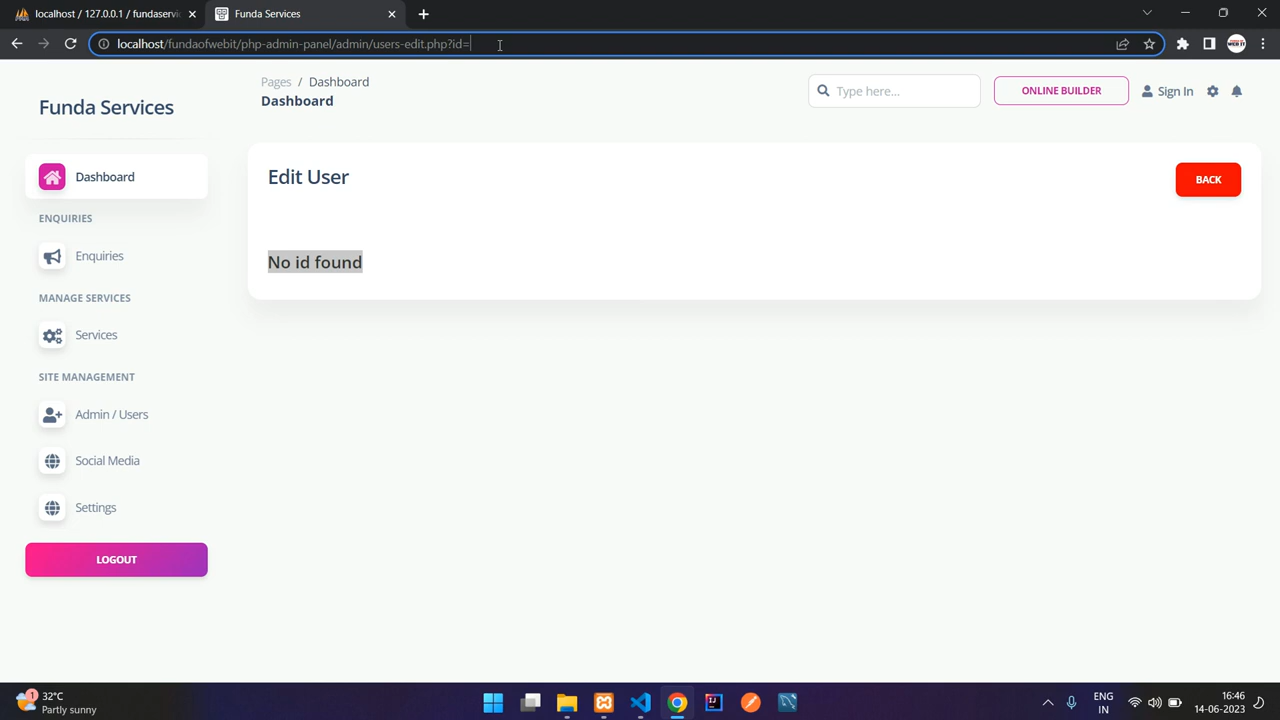 localhost / 127.0.0.1 / fundaservi
Funda Services
localhost/fundaofwebit/php-admin-panel/admin/users-edit.php?id=
Funda Services
Pages / Dashboard
Dashboard
Type here...
ONLINE BUILDER
Sign In
Dashboard
ENQUIRIES
Enquiries
MANAGE SERVICES
Services
SITE MANAGEMENT
Admin / Users
Social Media
Settings
LOGOUT
Edit User
BACK
No id found
1
32°C
Partly sunny
ENG
IN
16:46
14-06-2023